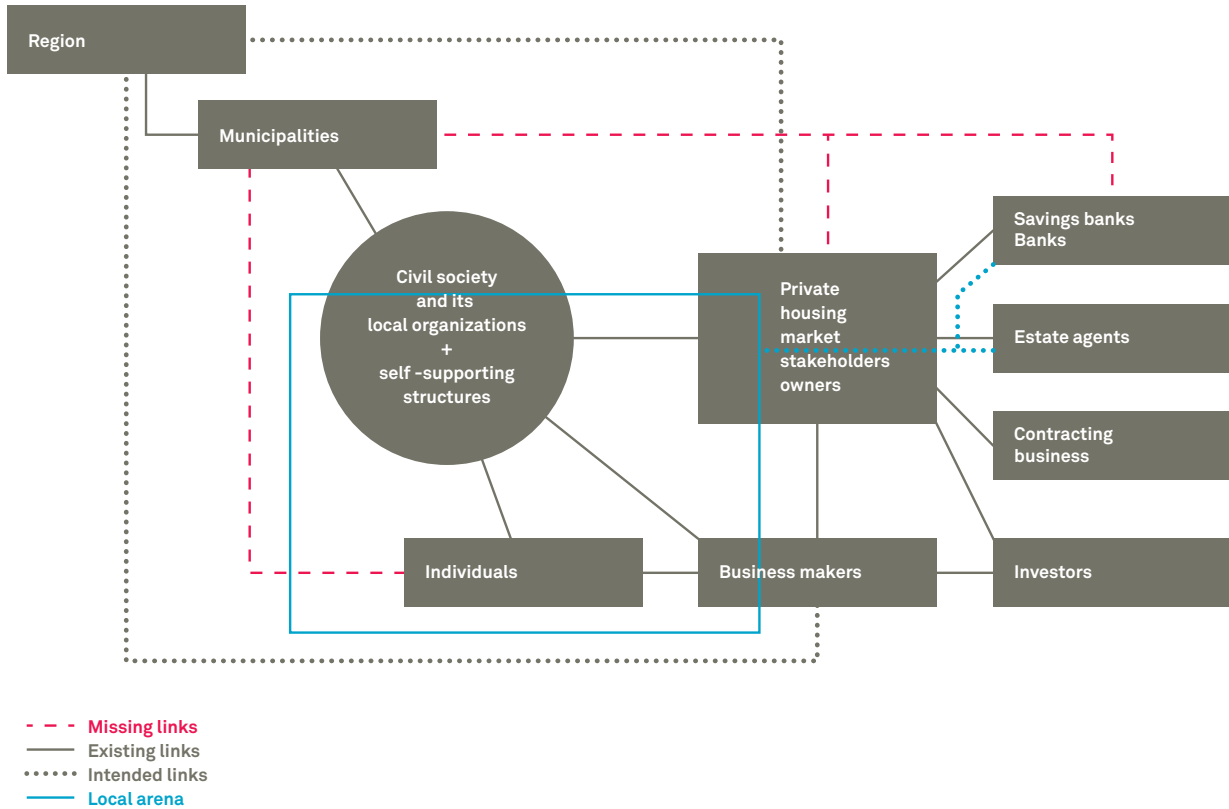 Region
Municipalities
Savings banks
Banks
Civil society
and its
local organizations
+
self -supporting
structures
Private
housing
market
stakeholders
owners
Estate agents
Contracting
business
Individuals
Business makers
Investors
Missing links
Existing links
Intended links
Local arena